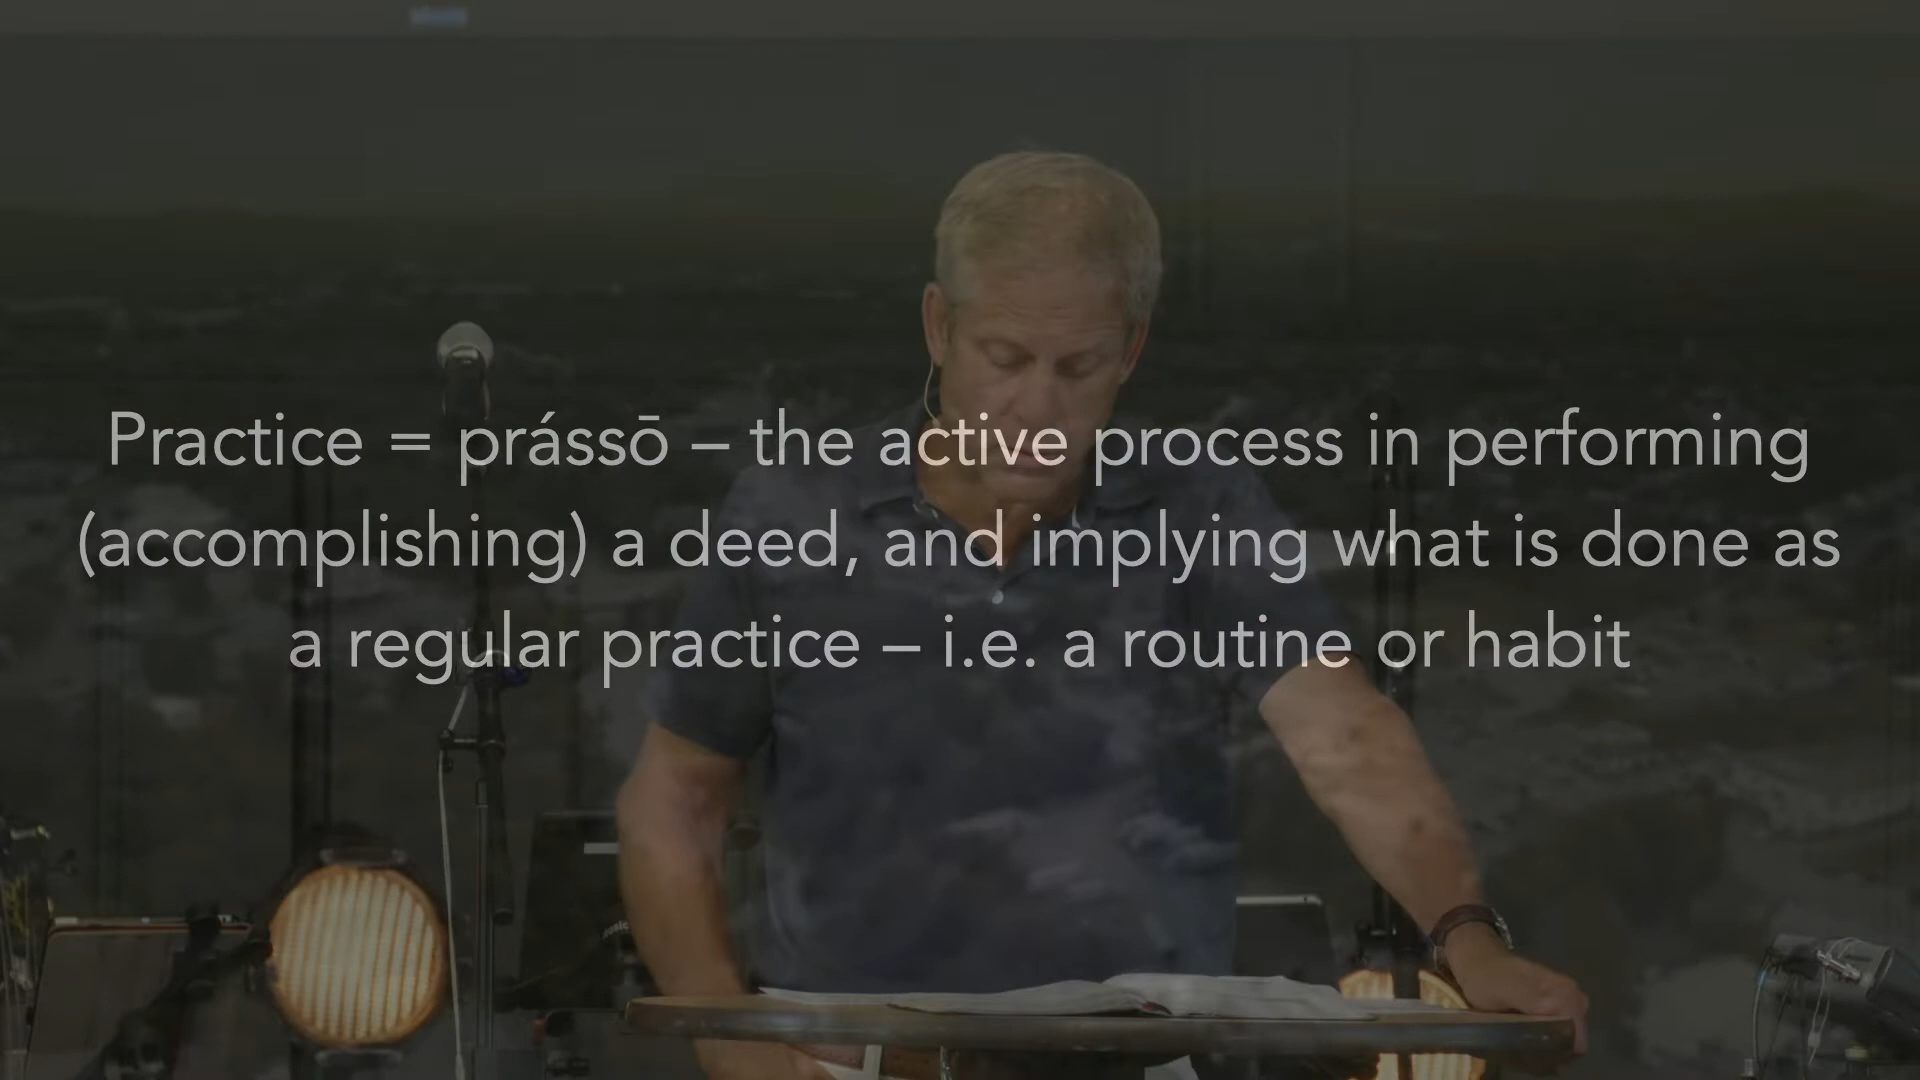 Practice = prássō – the active process in performing
(accomplishing) a deed, and implying what is done as
a regular practice – i.e. a routine or habit